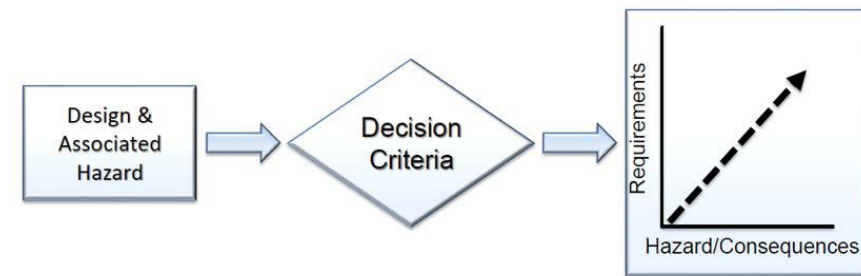 Design &
Associated
Hazard
Decision
Criteria
Requirements
Hazard/Consequences